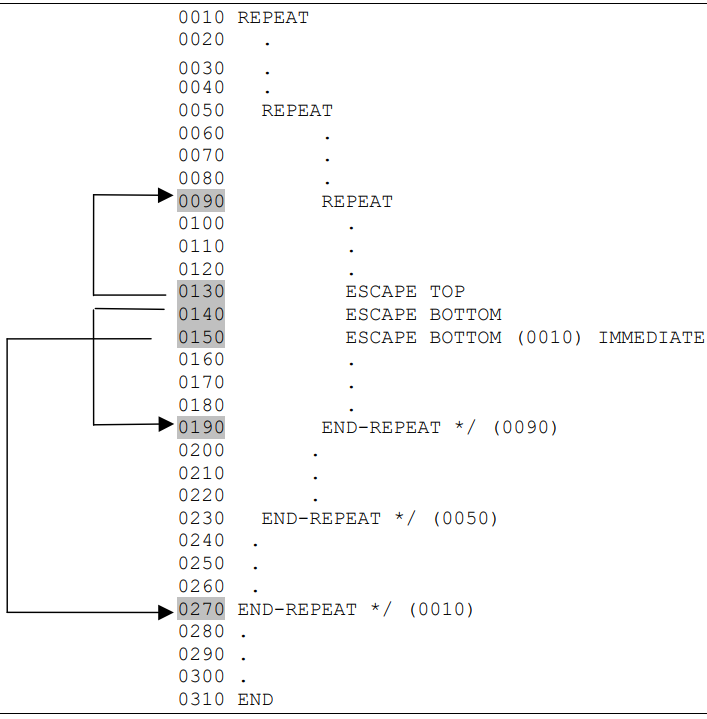 0010 REPEAT
0020 .
0030 .
0040 .
0050 REPEAT
0060 .
0070 .
0080 .
0090 REPEAT
0100 .
0110 .
0120 .
0130 ESCAPE TOP
0140 ESCAPE BOTTOM
0150 ESCAPE BOTTOM (0010) IMMEDIATE
0160 .
0170 .
0180 .
0190 END-REPEAT */ (0090)
0200 .
0210 .
0220 .
0230 END-REPEAT */ (0050)
0240 .
0250 .
0260 .
0270 END-REPEAT */ (0010)
0280 .
0290 .
0300 .
0310 END